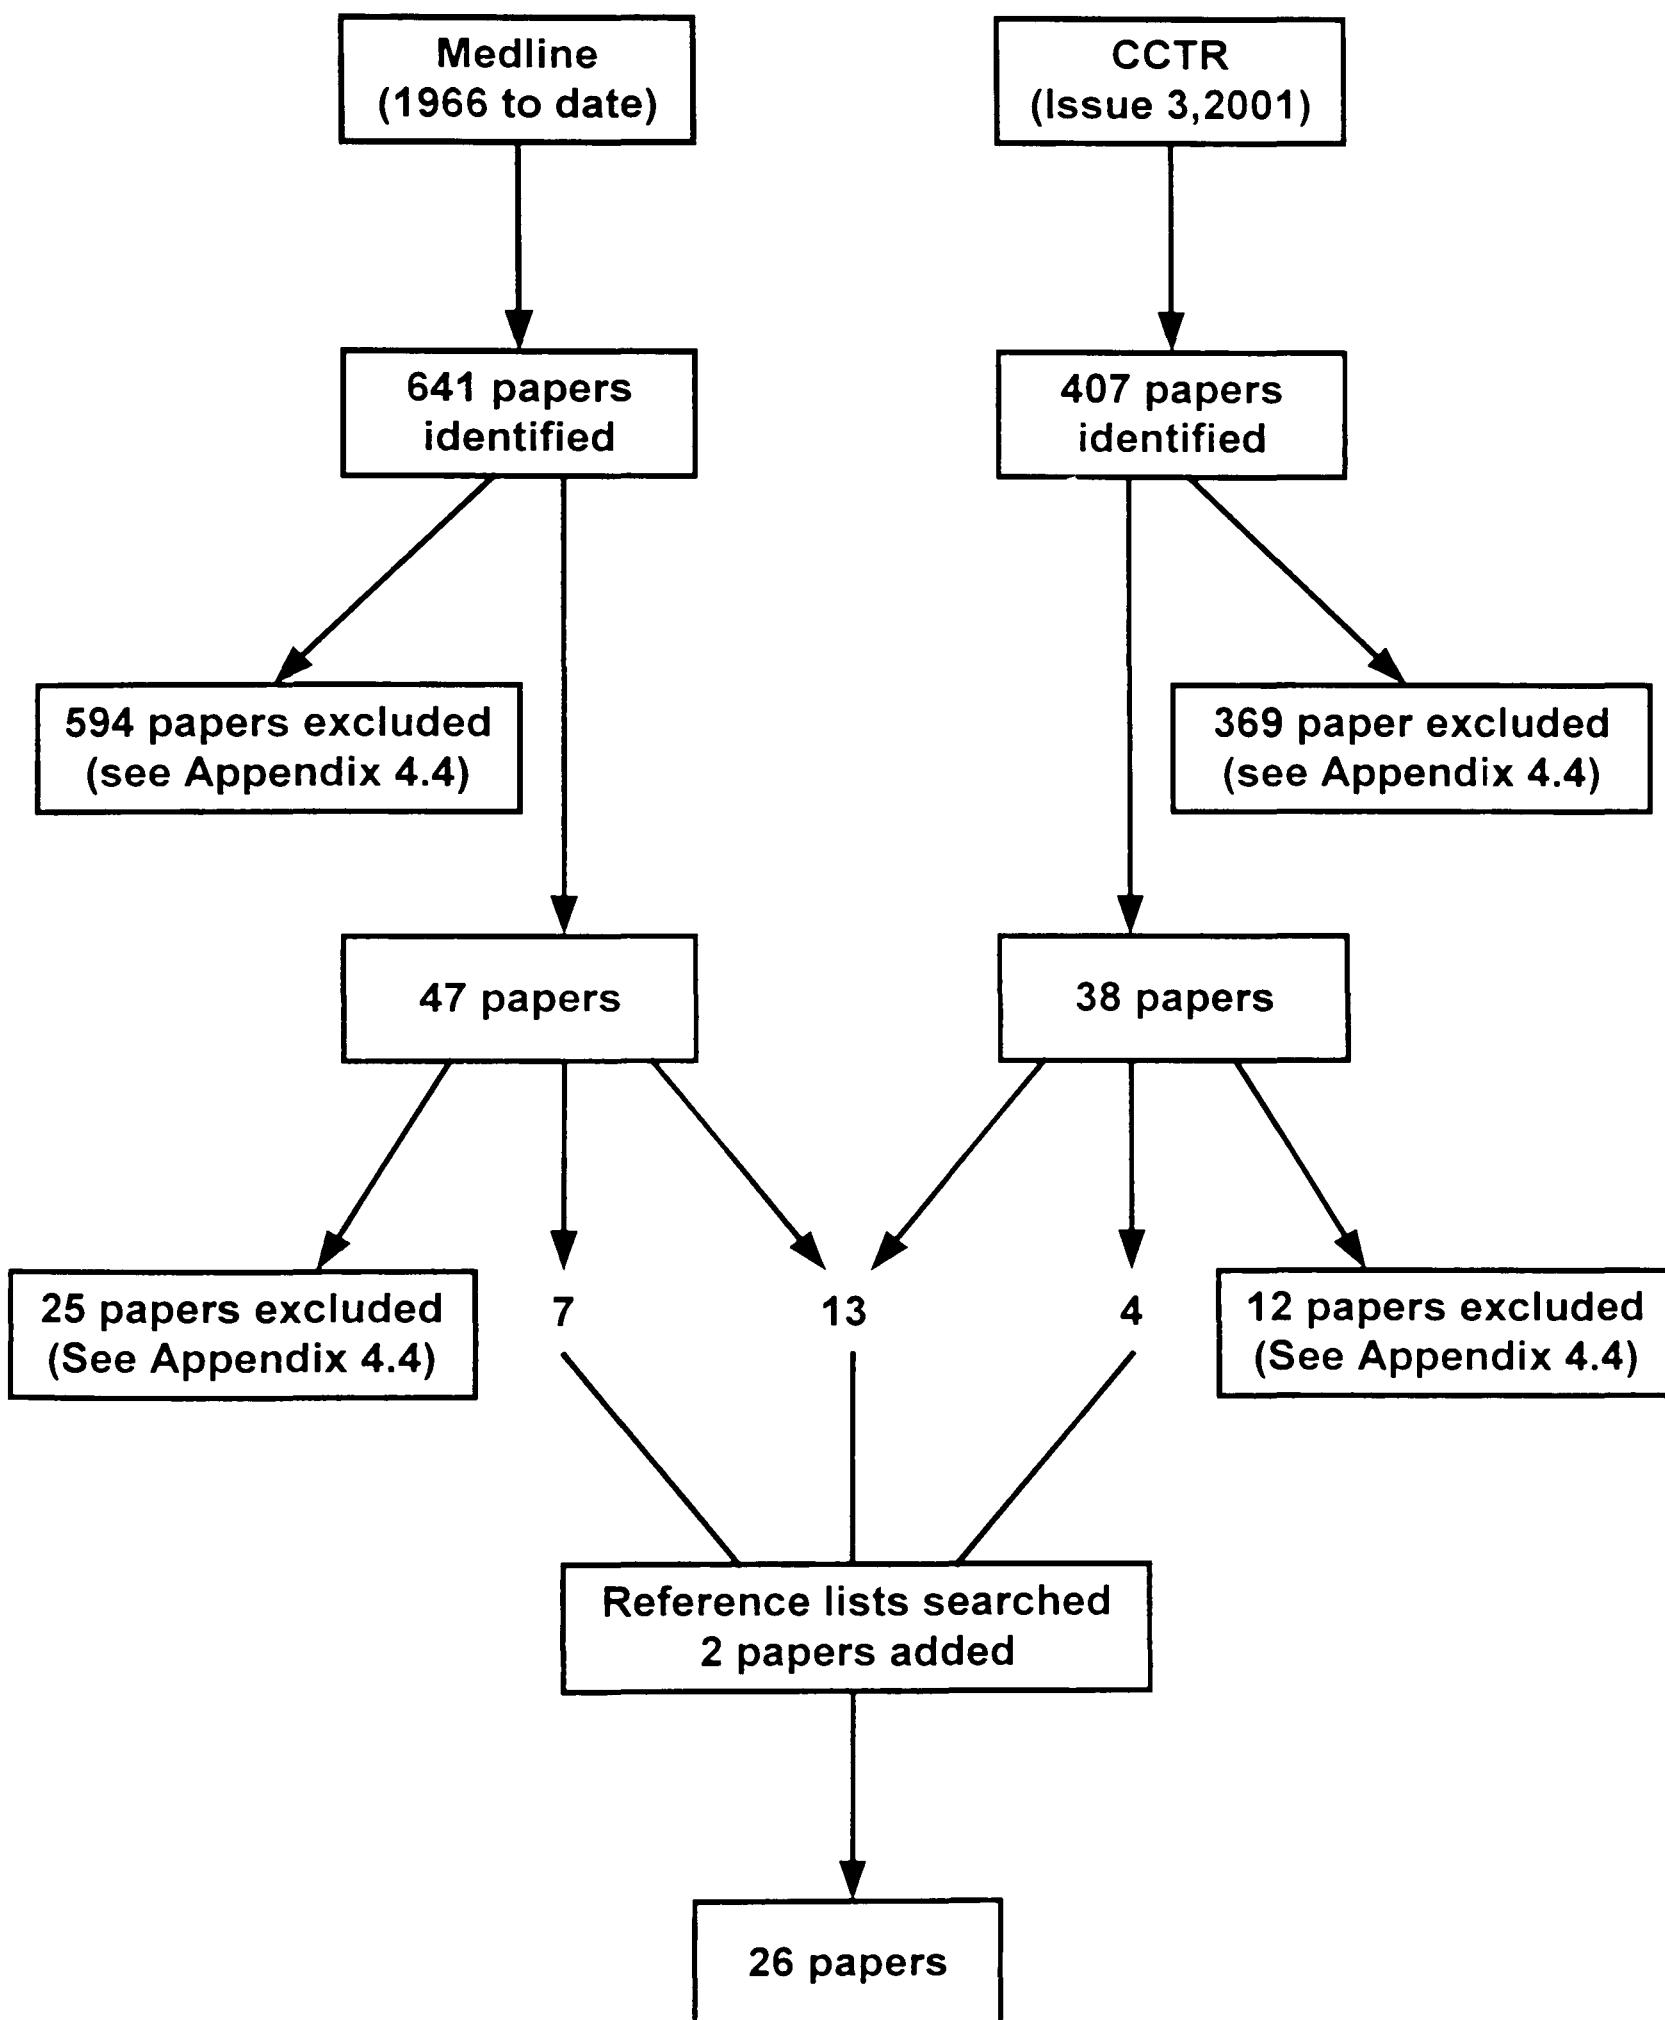 Medline
(1966 to date)
CCTR
(Issue 3,2001)
641 papers
identified
407 papers
identified
594 papers excluded
(see Appendix 4.4)
369 paper excluded
(see Appendix 4.4)
47 papers
38 papers
25 papers excluded
(See Appendix 4.4)
7
13
4
12 papers excluded
(See Appendix 4.4)
Reference lists searched
2 papers added
26 papers